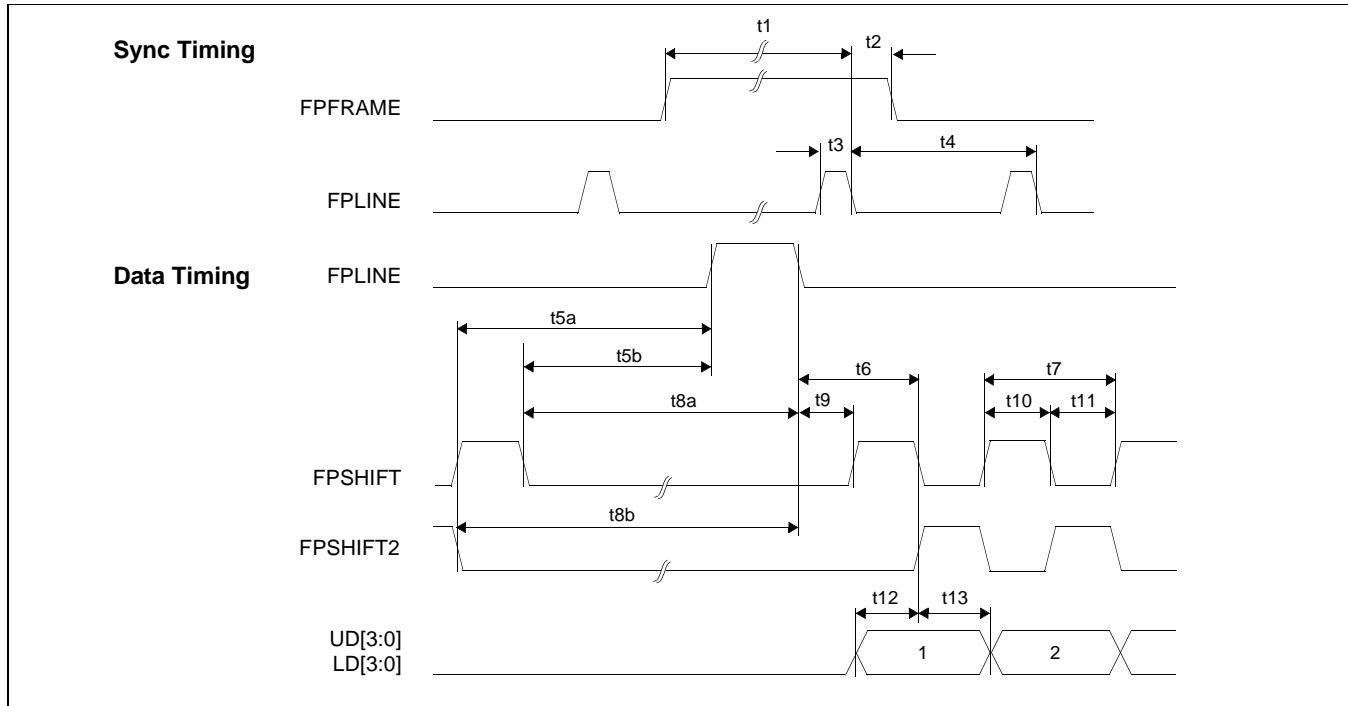 Sync Timing
t1
t2
FPFRAME
t3
t4
FPLINE
Data Timing
FPLINE
t5a
t5b
t6
t7
t8a
t9
t10
t11
FPSHIFT
t8b
FPSHIFT2
t12
t13
UD[3:0]
LD[3:0]
1
2